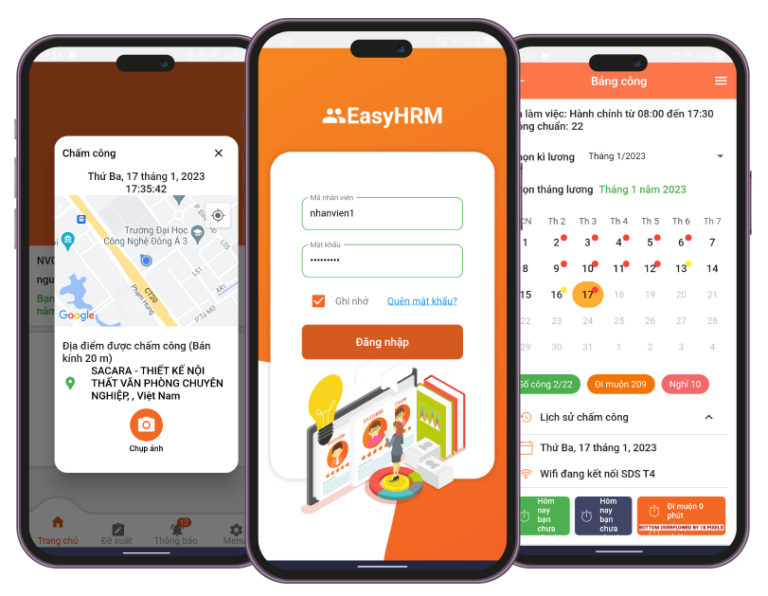 Chấm công
Thứ Ba, 17 tháng 1, 2023
17:35:42
Trường Đại Học
Công Nghệ Đông Á 3
CT20
Phạm Hùng
Google
Địa điểm được chấm công (Bán
kính 20 m)
SACARA - THIẾT KẾ NỘI
THẤT VĂN PHÒNG CHUYÊN
NGHIỆP, , Việt Nam
Chụp ảnh
Trang chủ
Đề xuất
Thông báo
Menu
EasyHRM
Mã nhân viên
nhanvien1
Mật khẩu
•••••••••
Ghi nhớ
Quên mật khẩu?
Đăng nhập
EASYHRM
Bảng công
làm việc: Hành chính từ 08:00 đến 17:30
chuẩn: 22
kì lương Tháng 1/2023
tháng lương Tháng 1 năm 2023
CN Th 2 Th 3 Th 4 Th 5 Th 6 Th 7
1 2 3 4 5 6 7
8 9 10 11 12 13 14
15 16 17 18 19 20 21
22 23 24 25 26 27 28
29 30 31 1 2 3 4
Số công 2/22 Đi muộn 209 Nghỉ 10
Lịch sử chấm công
Thứ Ba, 17 tháng 1, 2023
Wifi đang kết nối SDS T4
Hôm
nay
bạn
chưa
Hôm
nay
bạn
chưa
Đi muộn 0
phút
BOTTOM OVERFLOWED BY 18 PIXELS